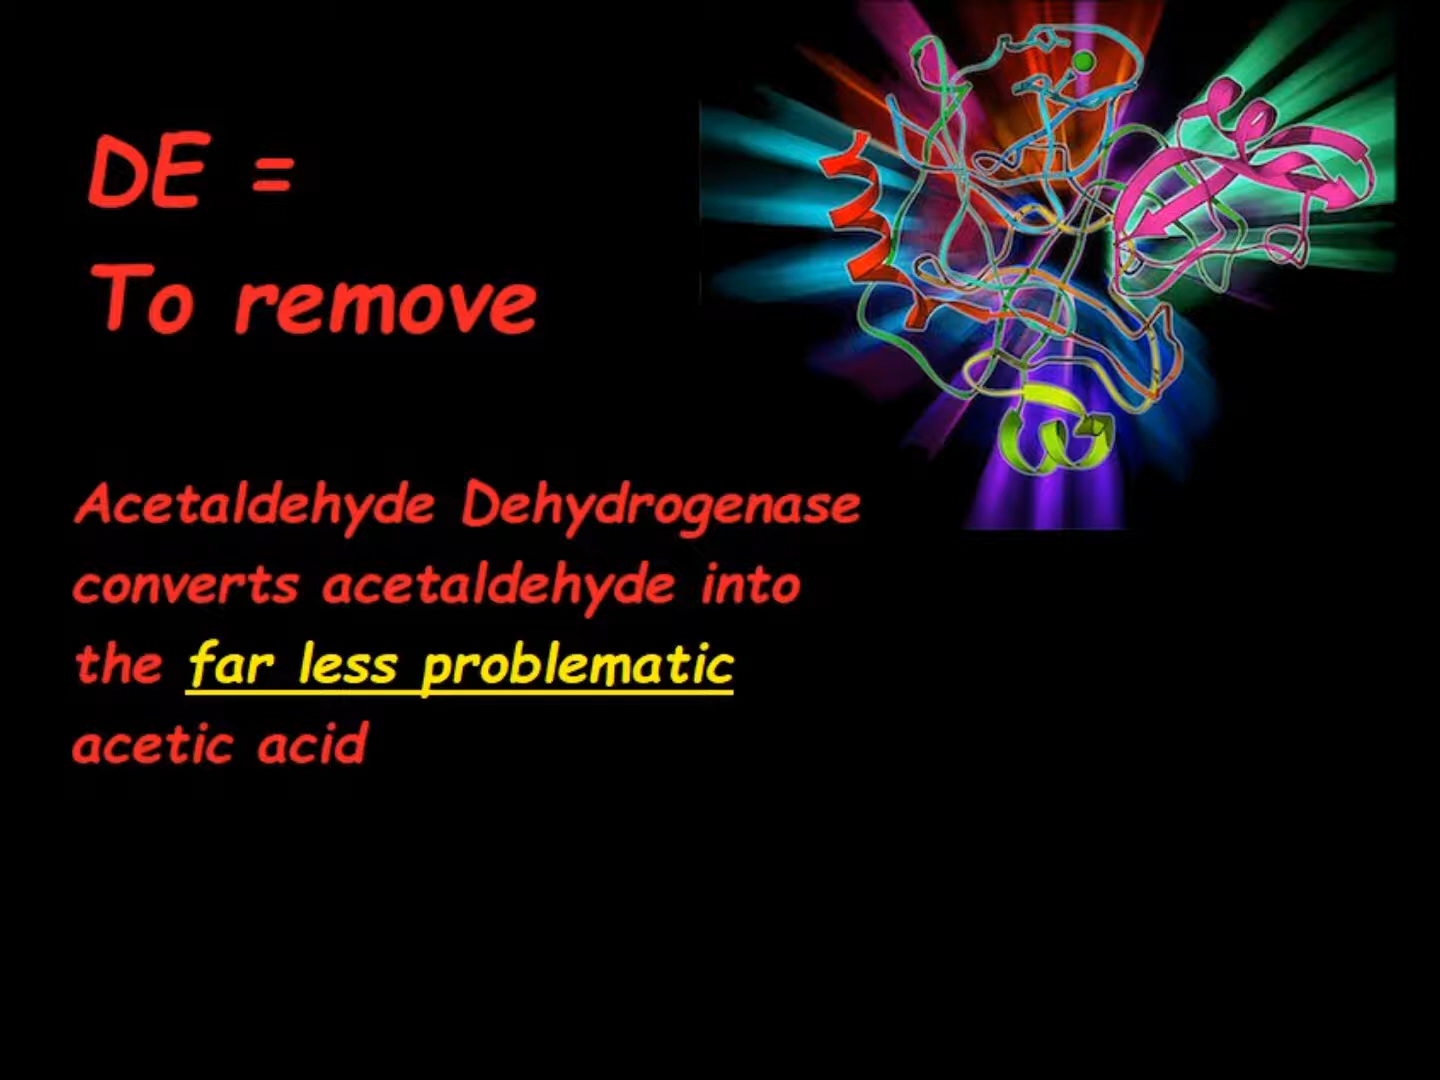 DE =
To remove
Acetaldehyde Dehydrogenase
converts acetaldehyde into
the far less problematic
acetic acid